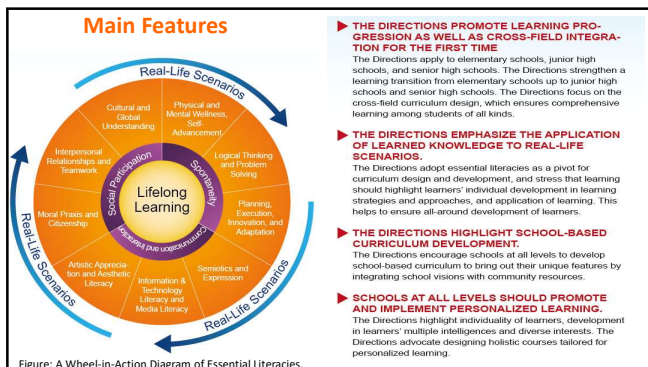 Main Features
Real-Life Scenarios
Cultural and
Global
Understanding
Physical and
Mental Wellness,
Self-
Advancement
Interpersonal
Relationships and
Teamwork
Logical Thinking
and Problem
Solving
Social Participation
Spontaneity
Lifelong
Learning
Communication and Interaction
Moral Praxis and
Citizenship
Planning,
Execution,
Innovation, and
Adaptation
Artistic Apprecia-
tion and Aesthetic
Literacy
Information &
Technology
Literacy and
Media Literacy
Semiotics and
Expression
Real-Life Scenarios
Real-Life Scenarios
Figure: A Wheel-in-Action Diagram of Essential Literacies.
THE DIRECTIONS PROMOTE LEARNING PRO-
GRESSION AS WELL AS CROSS-FIELD INTEGRA-
TION FOR THE FIRST TIME
The Directions apply to elementary schools, junior high
schools, and senior high schools. The Directions strengthen a
learning transition from elementary schools up to junior high
schools and senior high schools. The Directions focus on the
cross-field curriculum design, which ensures comprehensive
learning among students of all kinds.
THE DIRECTIONS EMPHASIZE THE APPLICATION
OF LEARNED KNOWLEDGE TO REAL-LIFE
SCENARIOS.
The Directions adopt essential literacies as a pivot for
curriculum design and development, and stress that learning
should highlight learners' individual development in learning
strategies and approaches, and application of learning. This
helps to ensure all-around development of learners.
THE DIRECTIONS HIGHLIGHT SCHOOL-BASED
CURRICULUM DEVELOPMENT.
The Directions encourage schools at all levels to develop
school-based curriculum to bring out their unique features by
integrating school visions with community resources.
SCHOOLS AT ALL LEVELS SHOULD PROMOTE
AND IMPLEMENT PERSONALIZED LEARNING.
The Directions highlight individuality of learners, development
in learners' multiple intelligences and diverse interests. The
Directions advocate designing holistic courses tailored for
personalized learning.